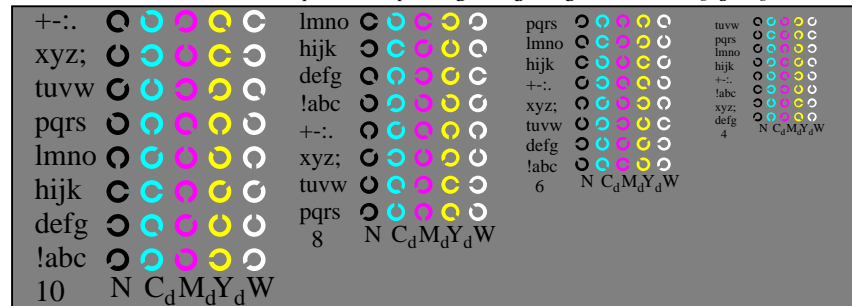 +-:.
xyz;
tuvw
pqrs
lmno
hijk
defg
!abc
10 N CdMdYdW
lmno
hijk
defg
!abc
+-:.
xyz;
tuvw
pqrs
8 N CdMdYdW
pqrs
lmno
hijk
+-:.
xyz;
tuvw
defg
!abc
6 N CdMdYdW
tuvw
pqrs
lmno
hijk
+-:.
!abc
xyz;
defg
4 N CdMdYdW